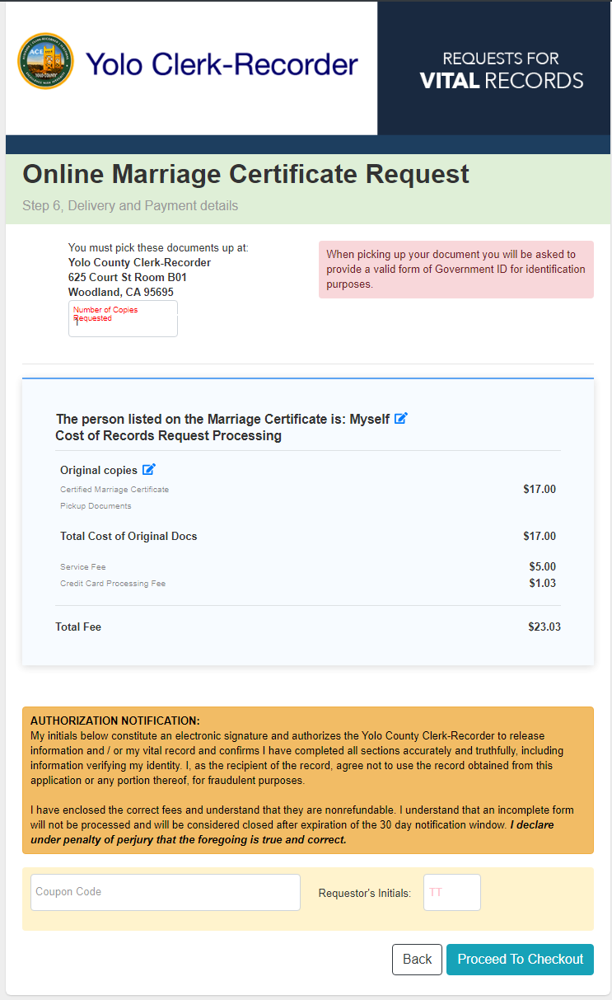 ACE
YOLO COUNTY
Yolo Clerk-Recorder
REQUESTS FOR
VITAL RECORDS
Online Marriage Certificate Request
Step 6, Delivery and Payment details
You must pick these documents up at:
Yolo County Clerk-Recorder
625 Court St Room B01
Woodland, CA 95695
Number of Copies
Requested
1
When picking up your document you will be asked to
provide a valid form of Government ID for identification
purposes.
The person listed on the Marriage Certificate is: Myself
Cost of Records Request Processing
Original copies
Certified Marriage Certificate $17.00
Pickup Documents
Total Cost of Original Docs $17.00
Service Fee $5.00
Credit Card Processing Fee $1.03
Total Fee $23.03
AUTHORIZATION NOTIFICATION:
My initials below constitute an electronic signature and authorizes the Yolo County Clerk-Recorder to release
information and / or my vital record and confirms I have completed all sections accurately and truthfully, including
information verifying my identity. I, as the recipient of the record, agree not to use the record obtained from this
application or any portion thereof, for fraudulent purposes.
I have enclosed the correct fees and understand that they are nonrefundable. I understand that an incomplete form
will not be processed and will be considered closed after expiration of the 30 day notification window. I declare
under penalty of perjury that the foregoing is true and correct.
Coupon Code
Requestor's Initials: TT
Back
Proceed To Checkout